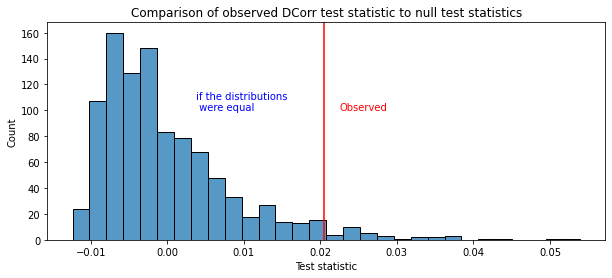 Comparison of observed DCorr test statistic to null test statistics
160
140
120
100
80
60
40
20
0
Count
if the distributions
were equal
Observed
−0.01
0.00
0.01
0.02
0.03
0.04
0.05
Test statistic